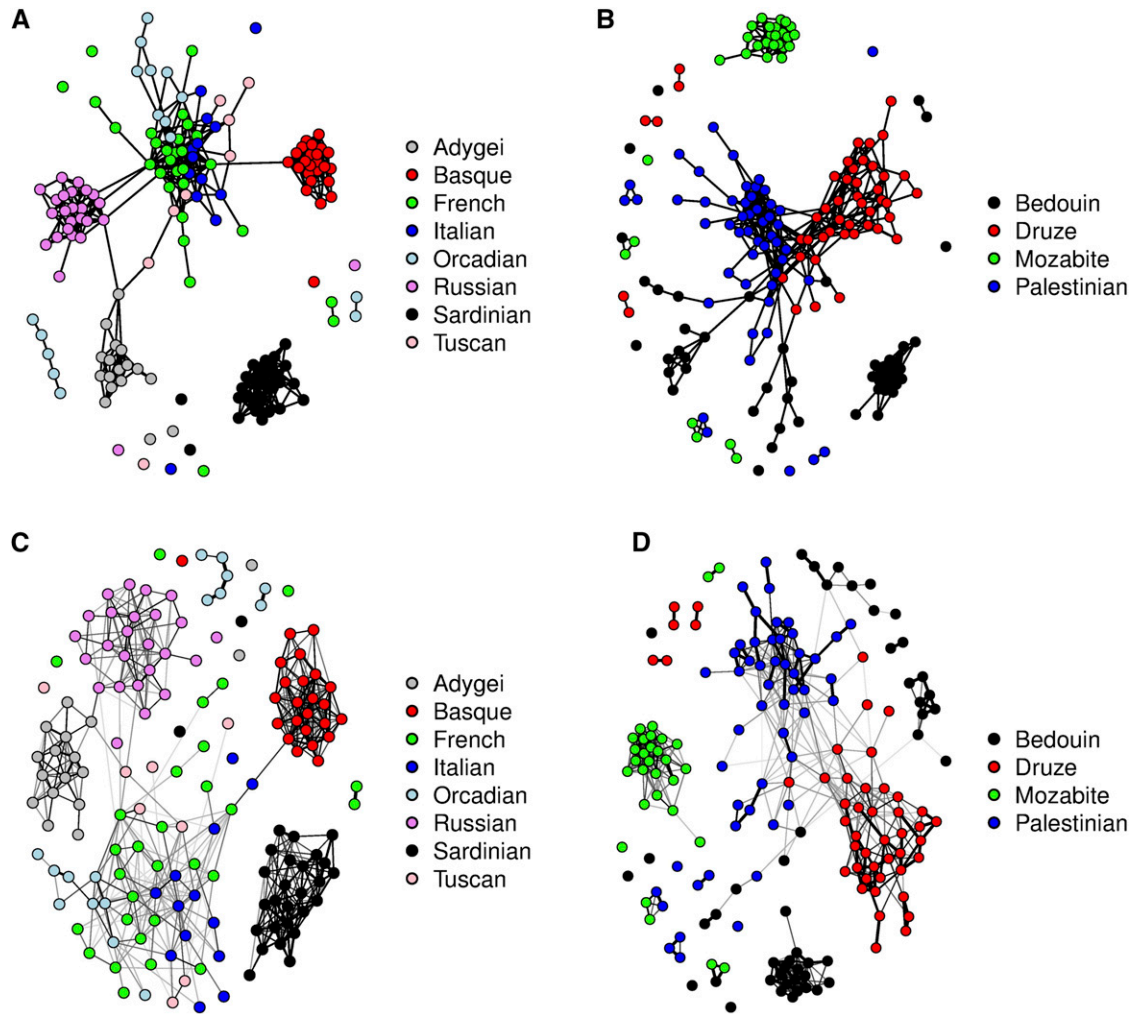 A
Adygei
Basque
French
Italian
Orcadian
Russian
Sardinian
Tuscan
B
Bedouin
Druze
Mozabite
Palestinian
C
Adygei
Basque
French
Italian
Orcadian
Russian
Sardinian
Tuscan
D
Bedouin
Druze
Mozabite
Palestinian